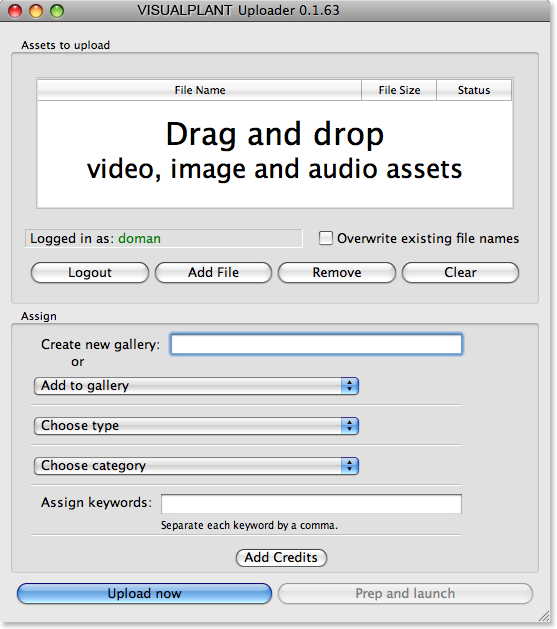 VISUALPLANT Uploader 0.1.63
Assets to upload
File Name File Size Status
Drag and drop
video, image and audio assets
Logged in as: doman Overwrite existing file names
Logout Add File Remove Clear
Assign
Create new gallery:
or
Add to gallery
Choose type
Choose category
Assign keywords:
Separate each keyword by a comma.
Add Credits
Upload now Prep and launch